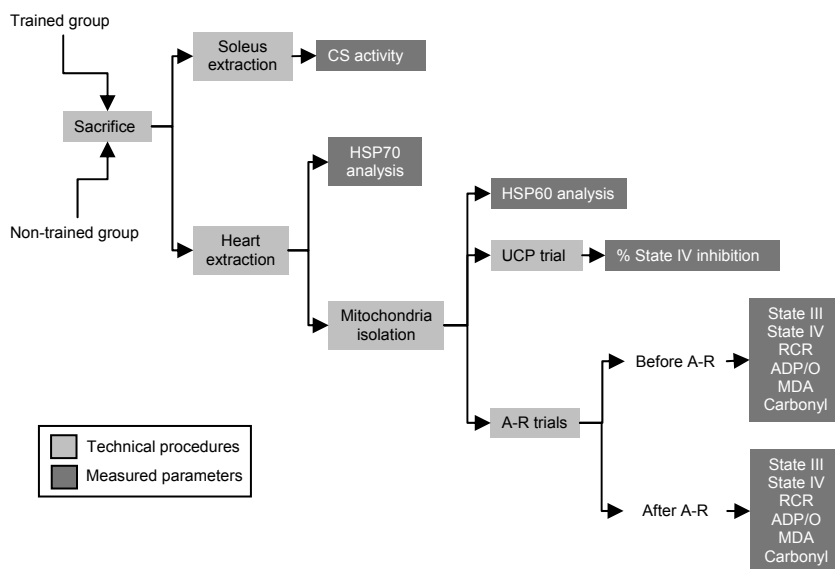 Trained group
Soleus
extraction
CS activity
Sacrifice
HSP70
analysis
HSP60 analysis
Non-trained group
Heart
extraction
UCP trial
% State IV inhibition
Mitochondria
isolation
State III
State IV
RCR
ADP/O
MDA
Carbonyl
Before A-R
A-R trials
Technical procedures
Measured parameters
After A-R
State III
State IV
RCR
ADP/O
MDA
Carbonyl